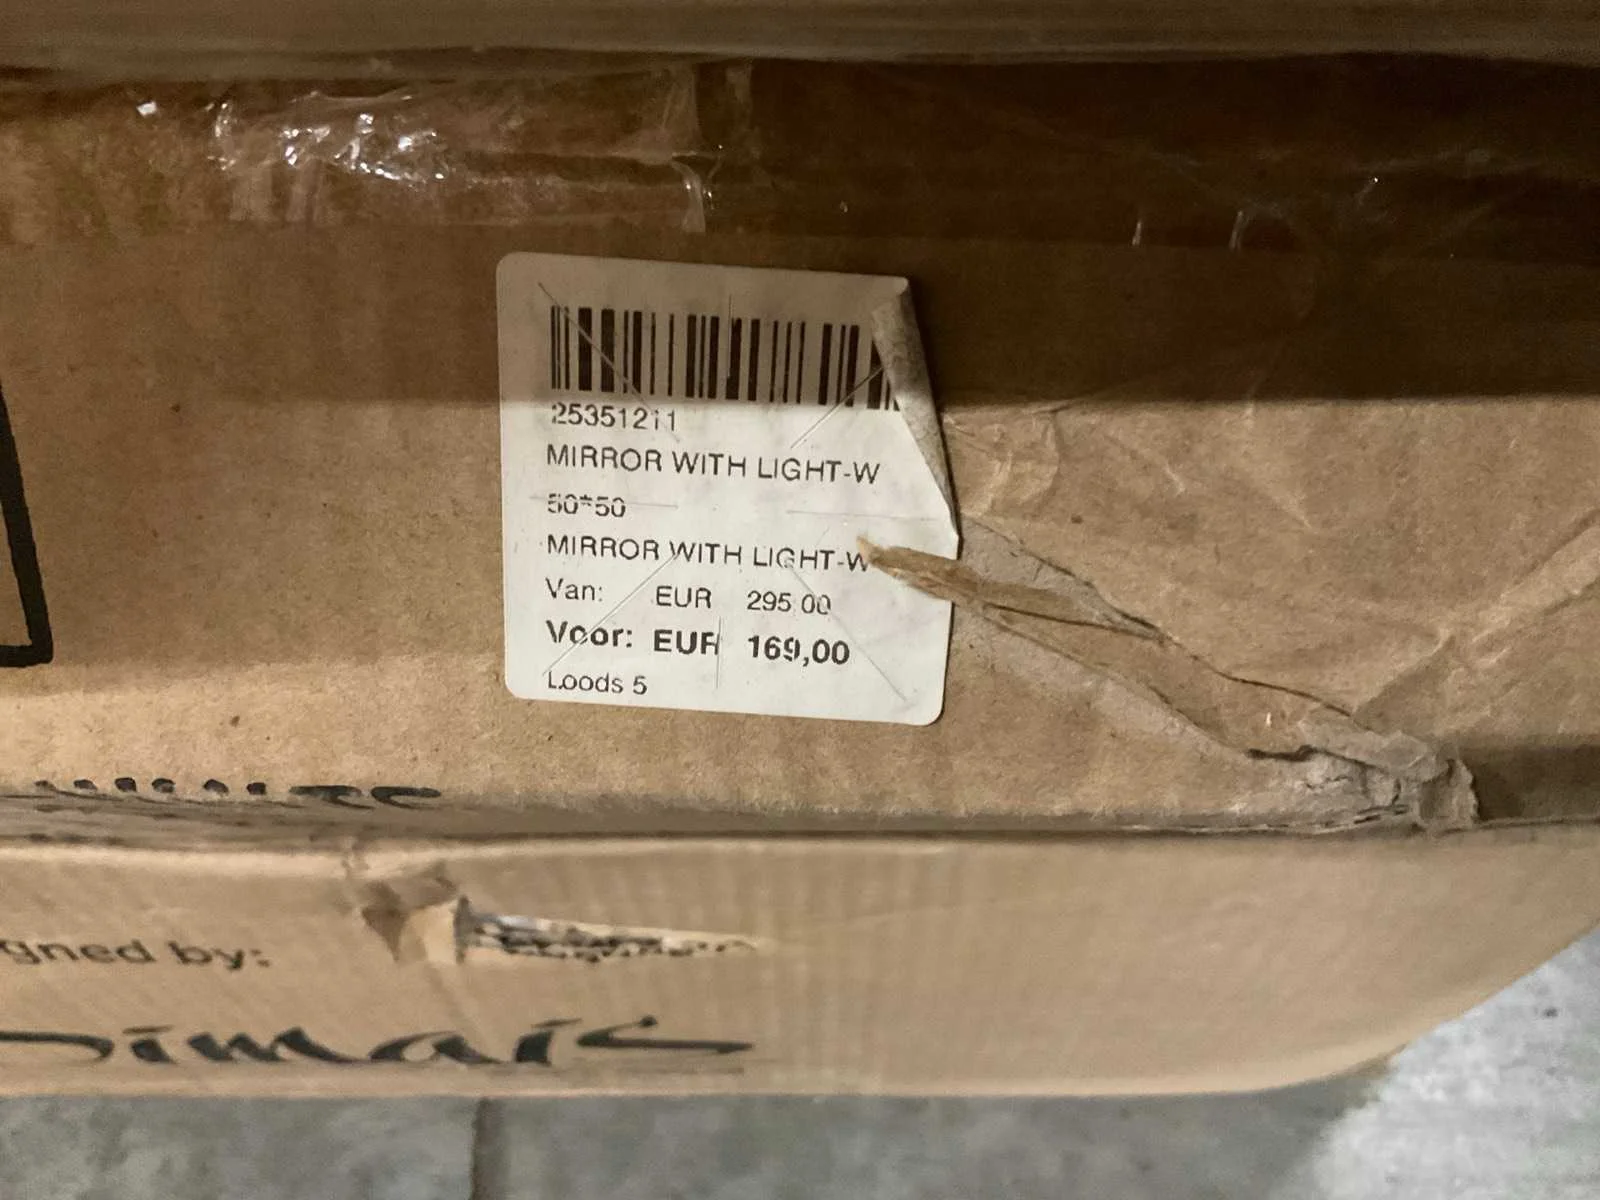 25351211
MIRROR WITH LIGHT-W
50*50
MIRROR WITH LIGHT-W
Van: EUR 295,00
Voor: EUR 169,00
Loods 5
gned by: